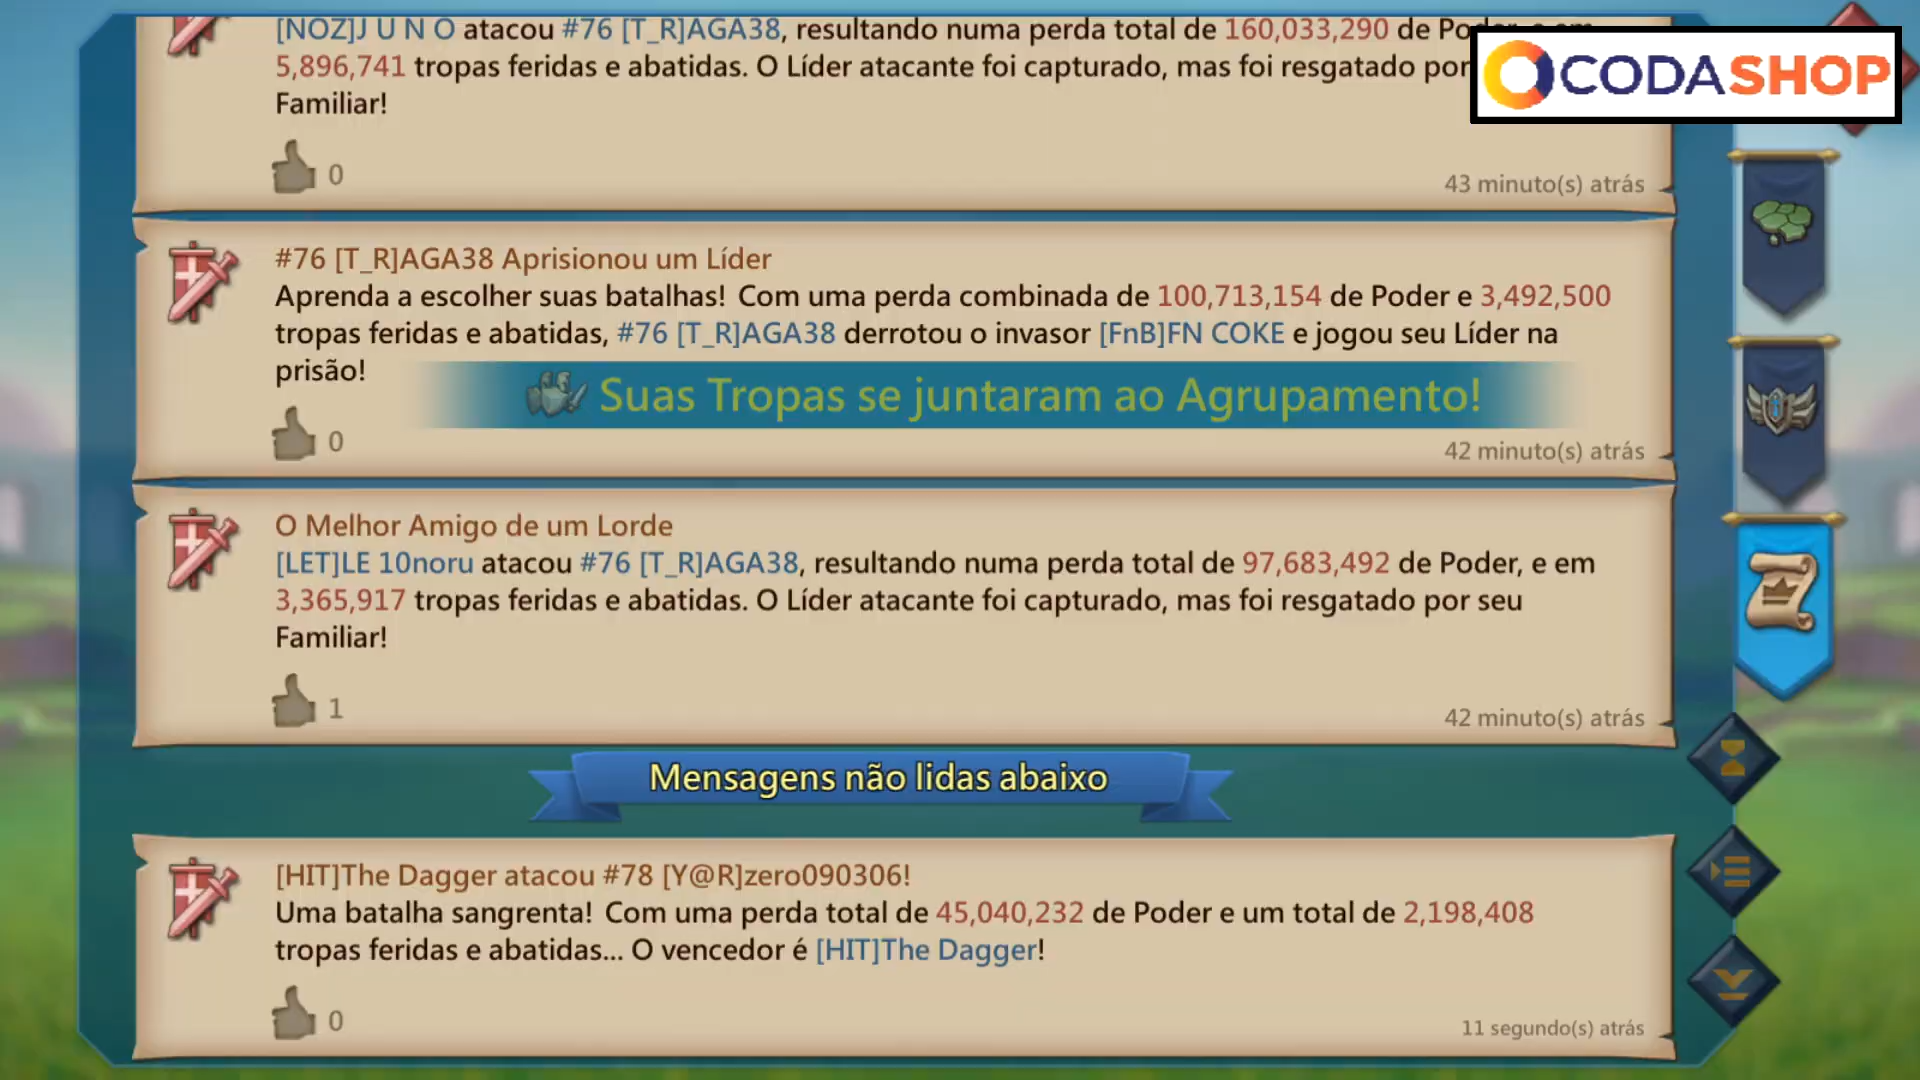 [NOZ]J U N O atacou #76 [T_R]AGA38, resultando numa perda total de 160,033,290 de
5,896,741 tropas feridas e abatidas. O Líder atacante foi capturado, mas foi resgatado por
Familiar!
CODASHOP
0
43 minuto(s) atrás
#76 [T_R]AGA38 Aprisionou um Líder
Aprenda a escolher suas batalhas! Com uma perda combinada de 100,713,154 de Poder e 3,492,500
tropas feridas e abatidas, #76 [T_R]AGA38 derrotou o invasor [FnB]FN COKE e jogou seu Líder na
prisão!
Suas Tropas se juntaram ao Agrupamento!
0
42 minuto(s) atrás
O Melhor Amigo de um Lorde
[LET]LE 10noru atacou #76 [T_R]AGA38, resultando numa perda total de 97,683,492 de Poder, e em
3,365,917 tropas feridas e abatidas. O Líder atacante foi capturado, mas foi resgatado por seu
Familiar!
1
42 minuto(s) atrás
Mensagens não lidas abaixo
[HIT]The Dagger atacou #78 [Y@R]zero090306!
Uma batalha sangrenta! Com uma perda total de 45,040,232 de Poder e um total de 2,198,408
tropas feridas e abatidas... O vencedor é [HIT]The Dagger!
0
11 segundo(s) atrás